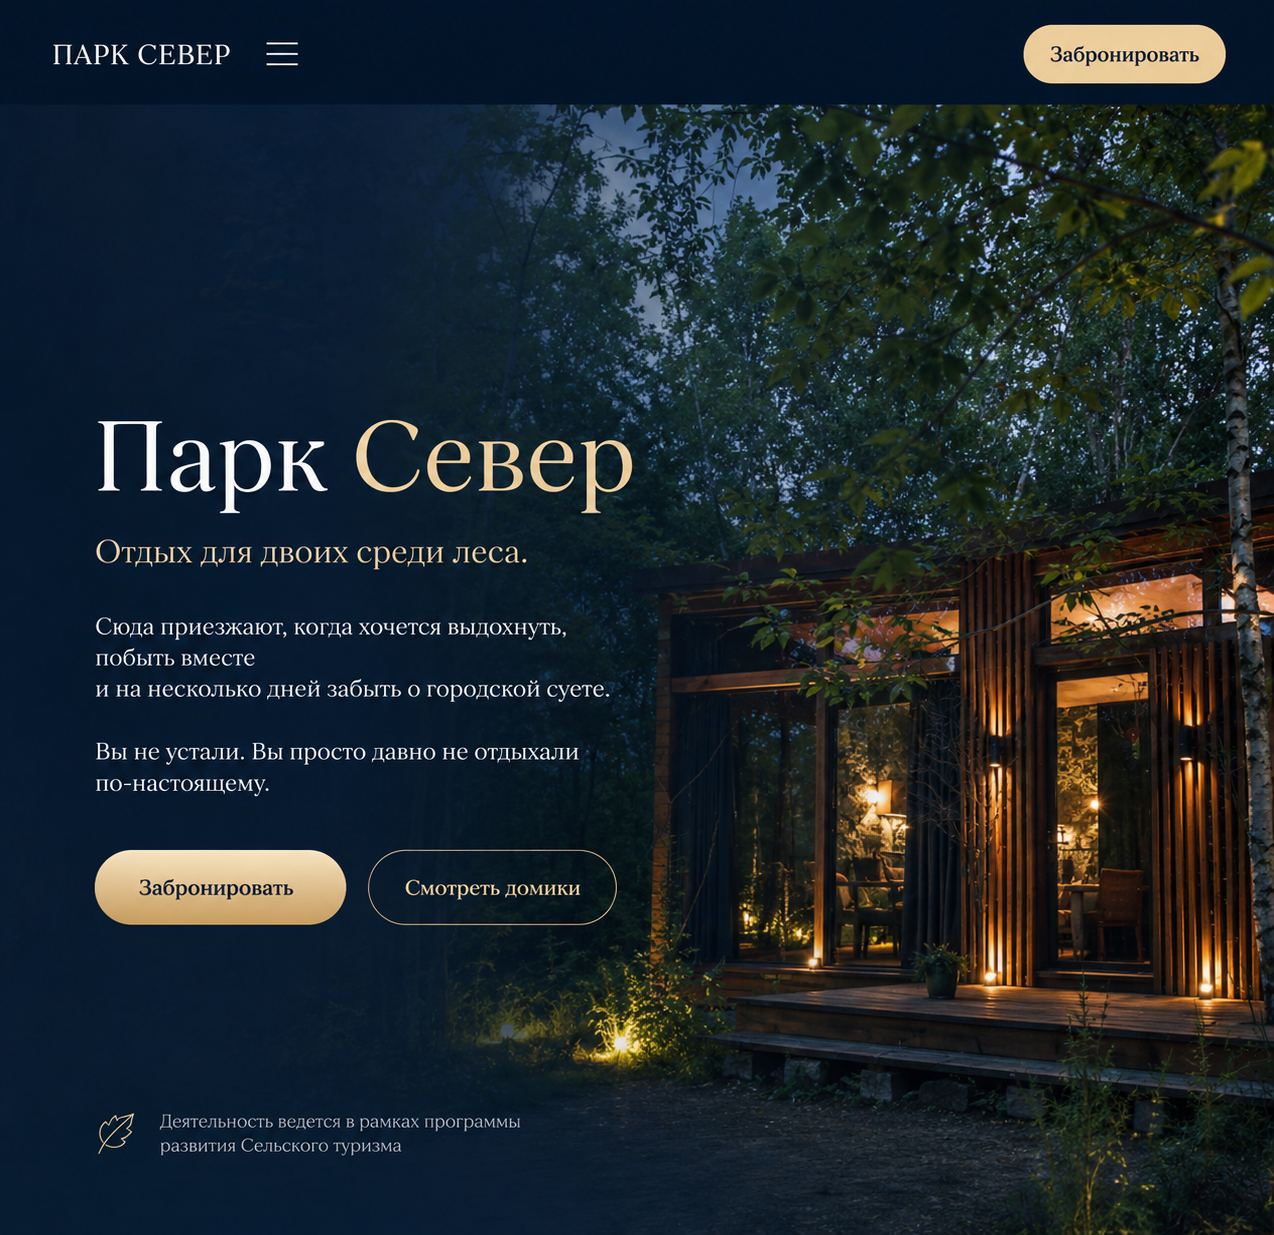 ПАРК СЕВЕР
Забронировать
Парк Север
Отдых для двоих среди леса.
Сюда приезжают, когда хочется выдохнуть,
побыть вместе
и на несколько дней забыть о городской суете.
Вы не устали. Вы просто давно не отдыхали
по-настоящему.
Забронировать
Смотреть домики
Деятельность ведется в рамках программы
развития Сельского туризма